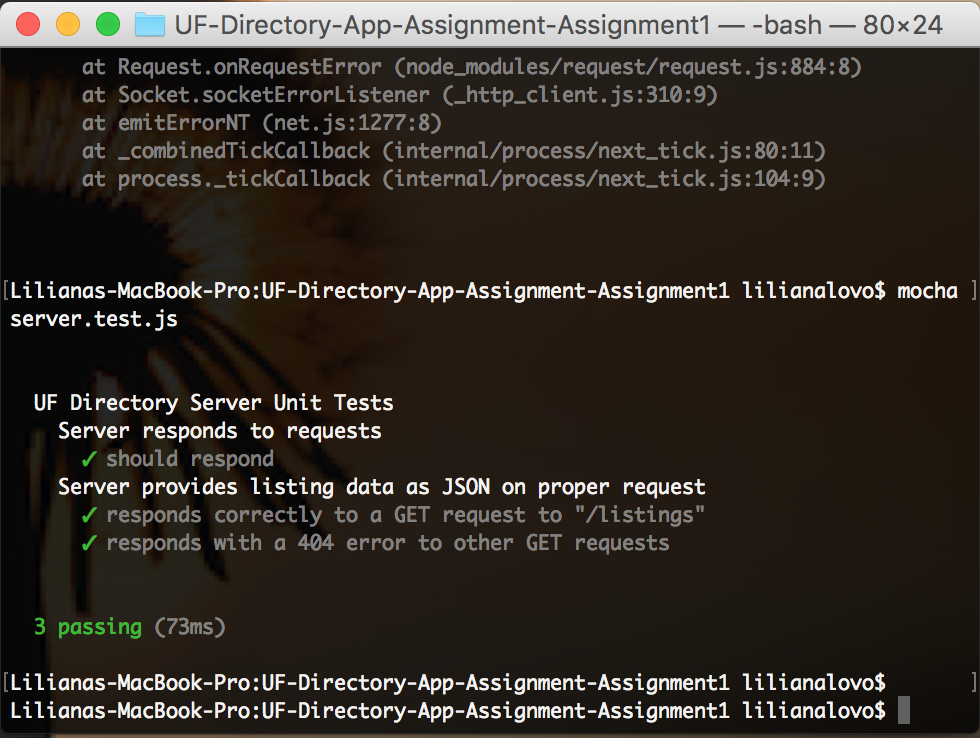 UF-Directory-App-Assignment-Assignment1 — -bash — 80×24
at Request.onRequestError (node_modules/request/request.js:884:8)
at Socket.socketErrorListener (_http_client.js:310:9)
at emitErrorNT (net.js:1277:8)
at _combinedTickCallback (internal/process/next_tick.js:80:11)
at process._tickCallback (internal/process/next_tick.js:104:9)
[Lilianas-MacBook-Pro:UF-Directory-App-Assignment-Assignment1 lilianalovo$ mocha ]
server.test.js
UF Directory Server Unit Tests
Server responds to requests
✓ should respond
Server provides listing data as JSON on proper request
✓ responds correctly to a GET request to "/listings"
✓ responds with a 404 error to other GET requests
3 passing (73ms)
[Lilianas-MacBook-Pro:UF-Directory-App-Assignment-Assignment1 lilianalovo$ ]
Lilianas-MacBook-Pro:UF-Directory-App-Assignment-Assignment1 lilianalovo$